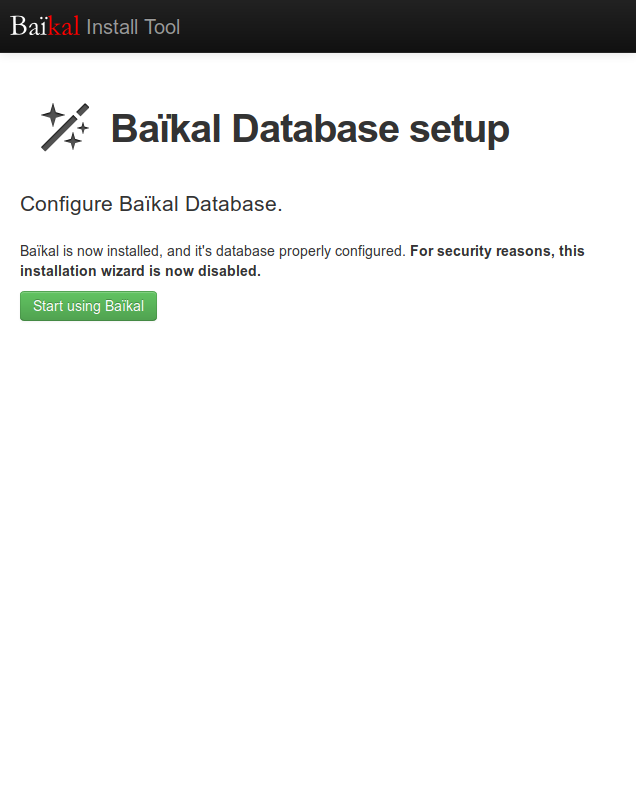 Baïkal Install Tool
Baïkal Database setup
Configure Baïkal Database.
Baïkal is now installed, and it's database properly configured. For security reasons, this
installation wizard is now disabled.
Start using Baïkal